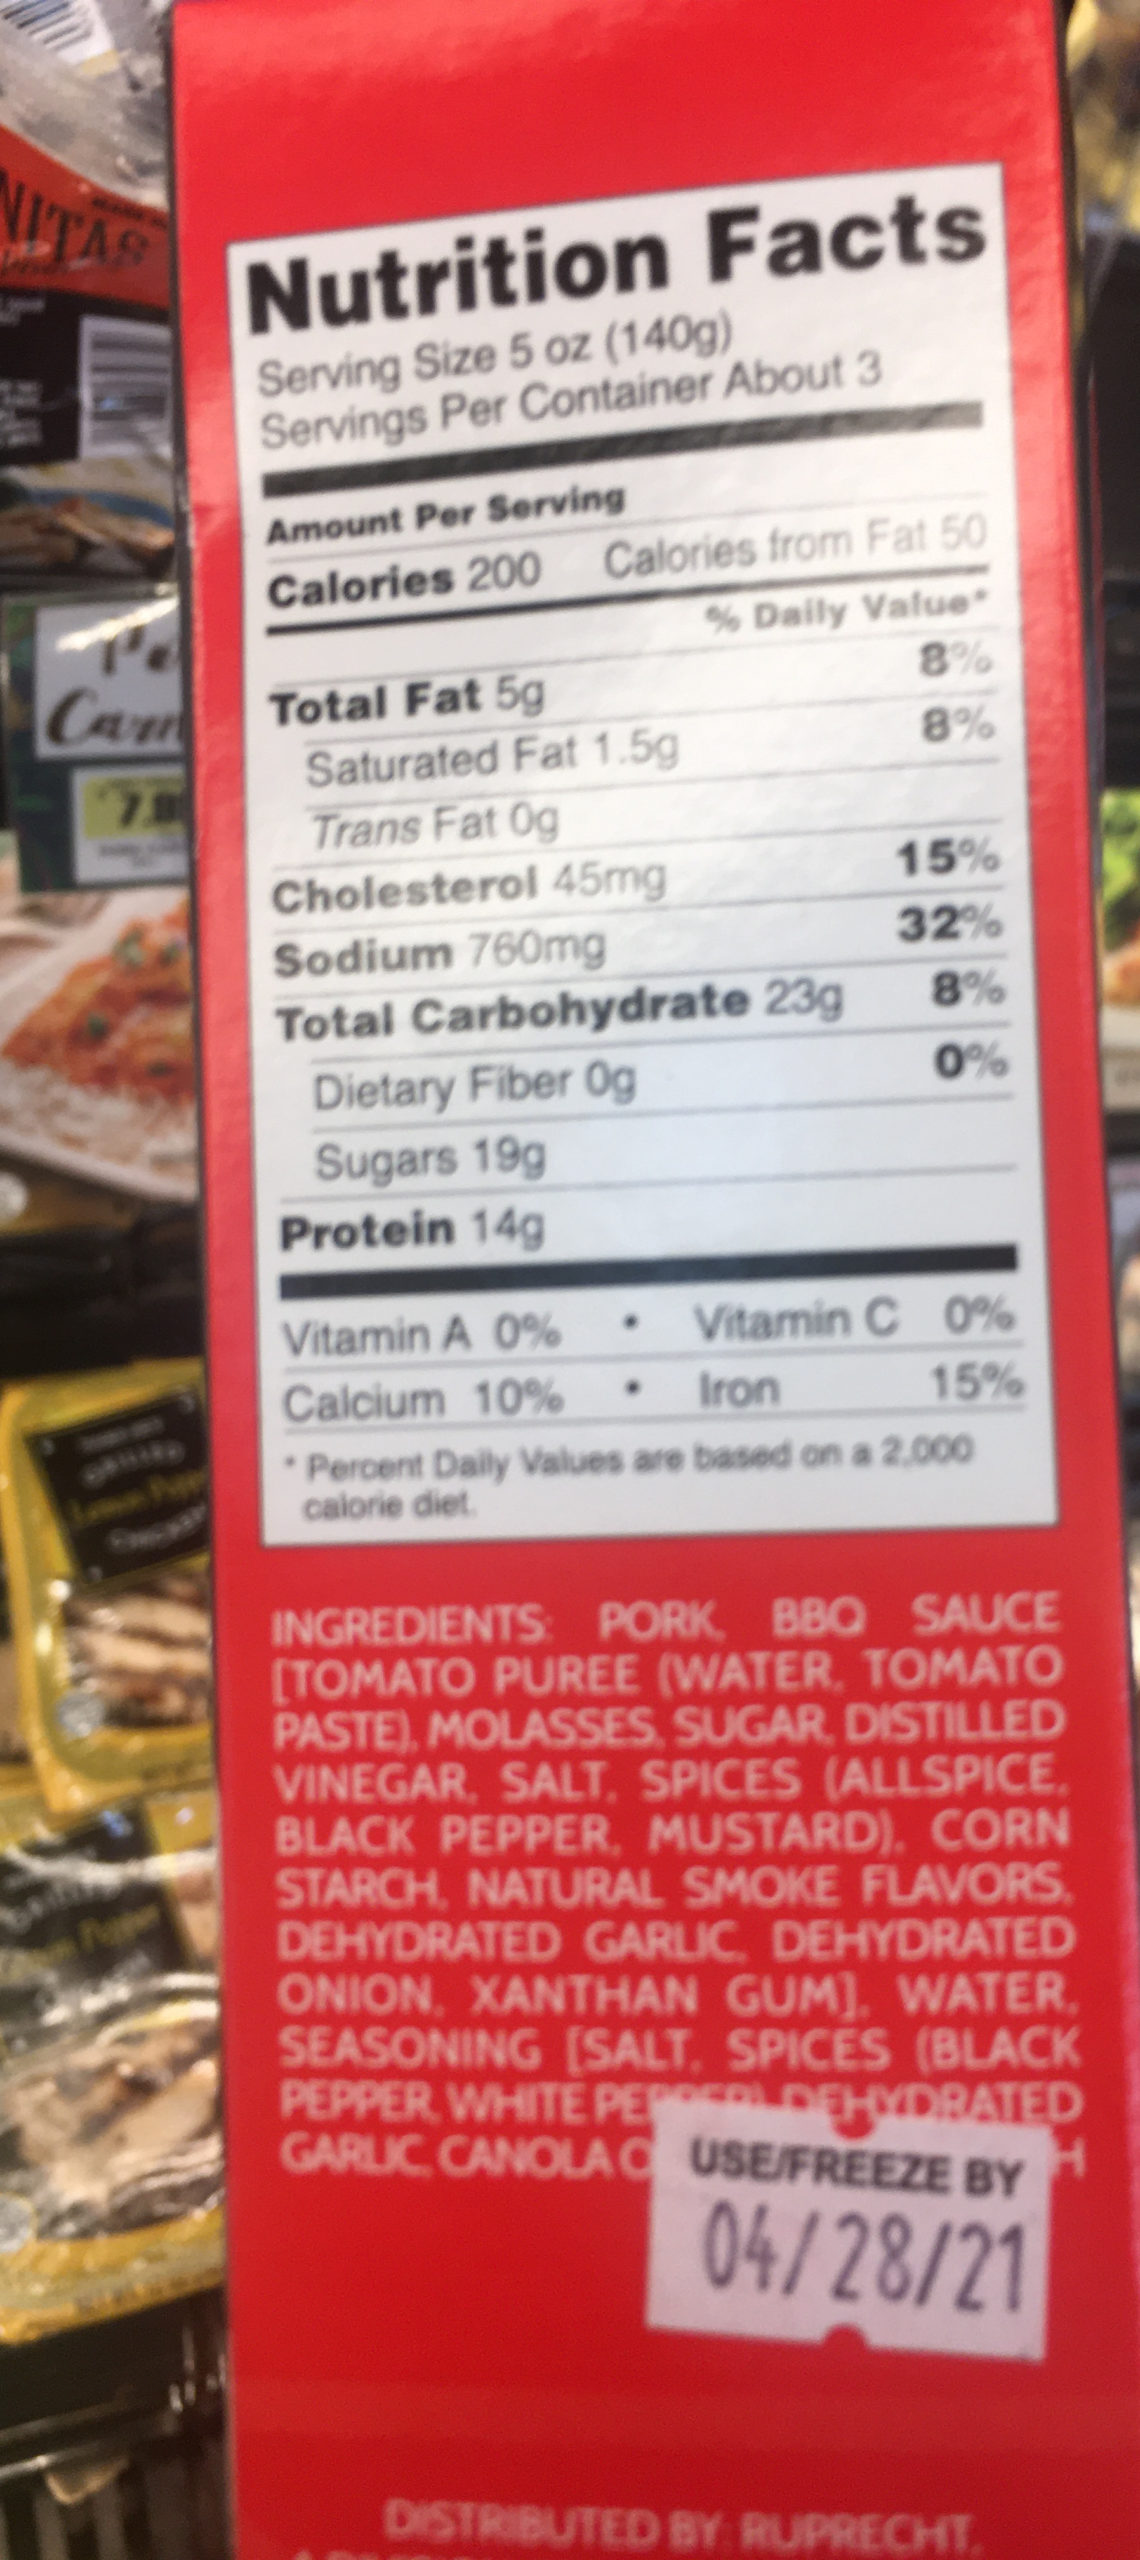 NITAS
Carn
7.8
Nutrition Facts
Serving Size 5 oz (140g)
Servings Per Container About 3
Amount Per Serving
Calories 200 Calories from Fat 50
% Daily Value*
Total Fat 5g 8%
Saturated Fat 1.5g 8%
Trans Fat 0g
Cholesterol 45mg 15%
Sodium 760mg 32%
Total Carbohydrate 23g 8%
Dietary Fiber 0g 0%
Sugars 19g
Protein 14g
Vitamin A 0% • Vitamin C 0%
Calcium 10% • Iron 15%
* Percent Daily Values are based on a 2,000
calorie diet.
INGREDIENTS: PORK, BBQ SAUCE
[TOMATO PUREE (WATER, TOMATO
PASTE), MOLASSES, SUGAR, DISTILLED
VINEGAR, SALT, SPICES (ALLSPICE,
BLACK PEPPER, MUSTARD), CORN
STARCH, NATURAL SMOKE FLAVORS,
DEHYDRATED GARLIC, DEHYDRATED
ONION, XANTHAN GUM], WATER,
SEASONING [SALT, SPICES (BLACK
PEPPER, WHITE PEPPER), DEHYDRATED
GARLIC, CANOLA O H
USE/FREEZE BY
04/28/21
DISTRIBUTED BY: RUPRECHT,